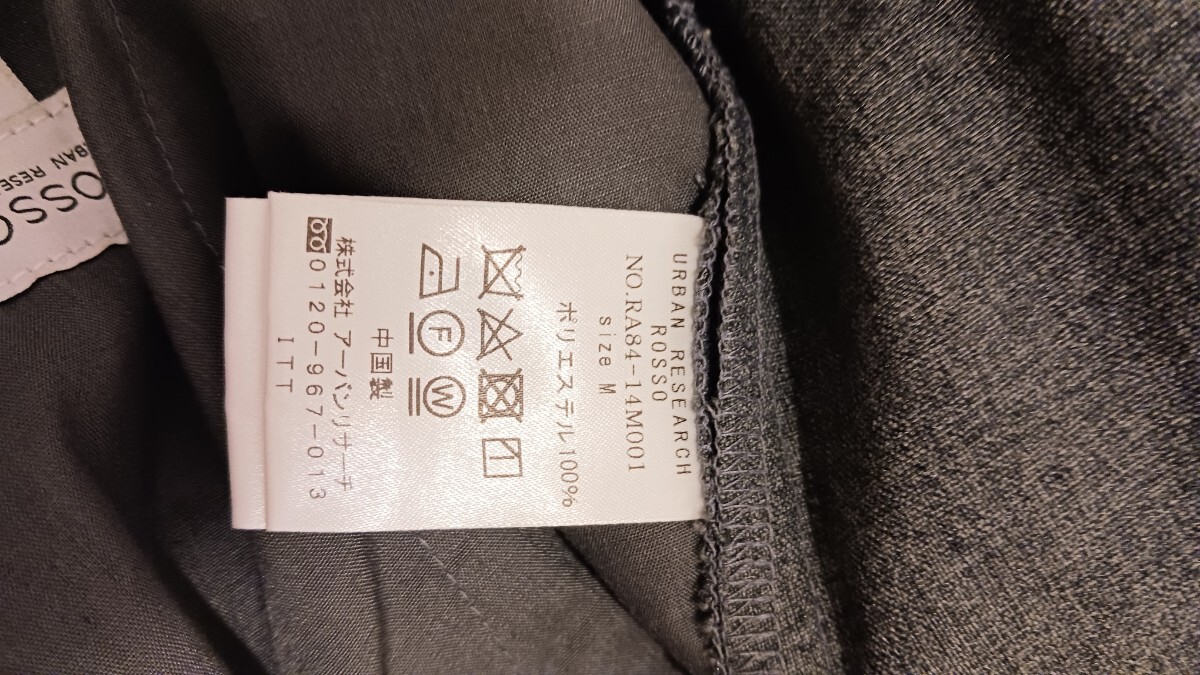 URBAN RESEARCH
ROSSO
NO.RA84-14M001
size M
ポリエステル100%
F
W
中国製
株式会社 アーバンリサーチ
0120-967-013
ITT
OSSO
RBAN RESE